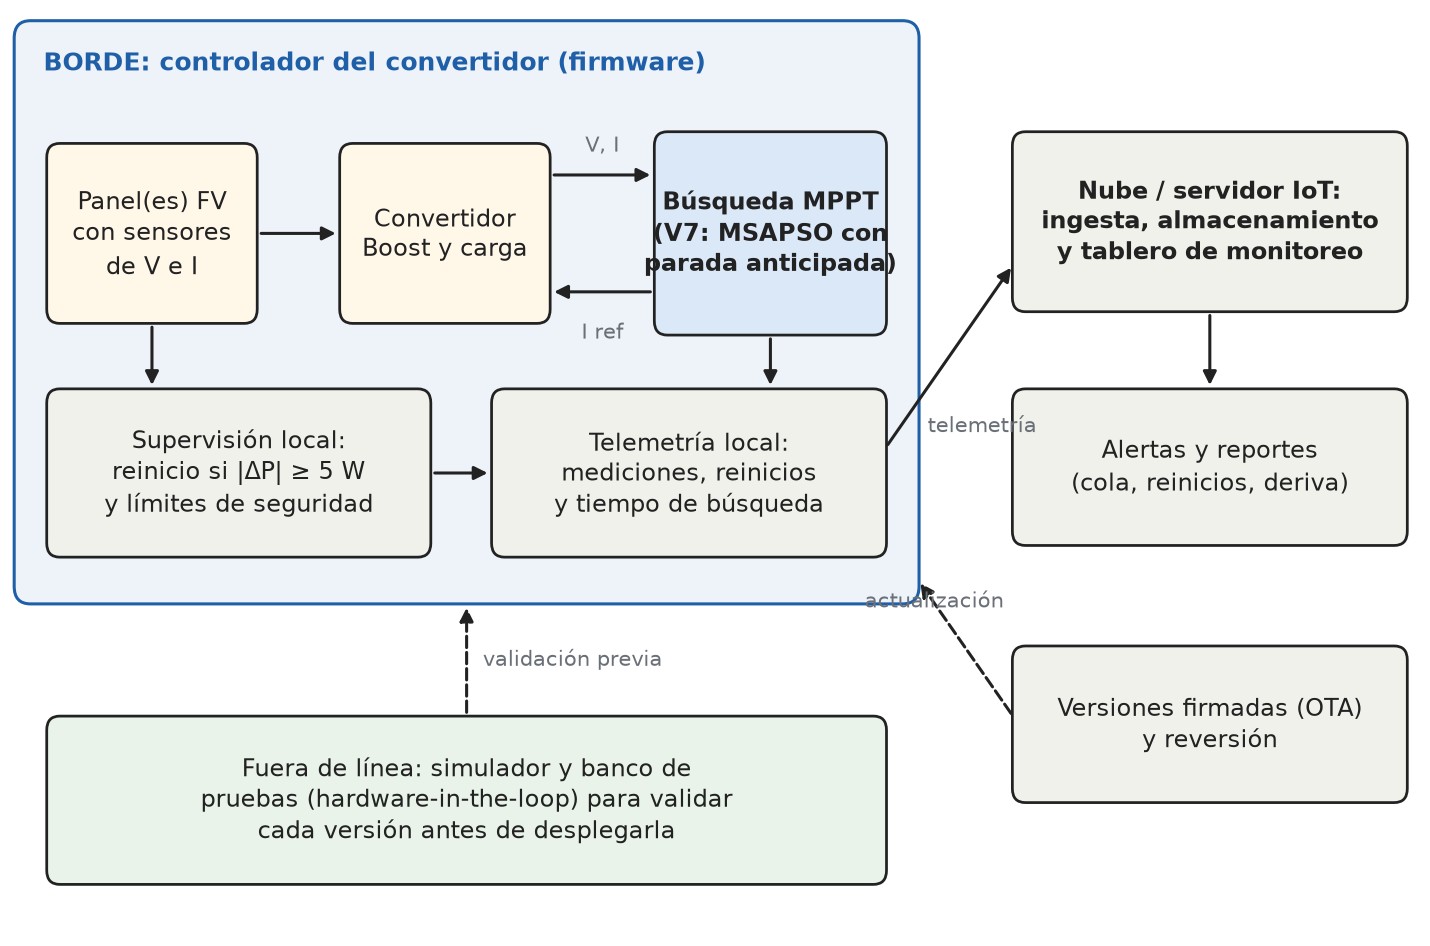 BORDE: controlador del convertidor (firmware)
Panel(es) FV
con sensores
de V e I
Convertidor
Boost y carga
V, I
I ref
Búsqueda MPPT
(V7: MSAPSO con
parada anticipada)
Nube / servidor IoT:
ingesta, almacenamiento
y tablero de monitoreo
Supervisión local:
reinicio si |ΔP| ≥ 5 W
y límites de seguridad
Telemetría local:
mediciones, reinicios
y tiempo de búsqueda
telemetría
Alertas y reportes
(cola, reinicios, deriva)
actualización
validación previa
Versiones firmadas (OTA)
y reversión
Fuera de línea: simulador y banco de
pruebas (hardware-in-the-loop) para validar
cada versión antes de desplegarla